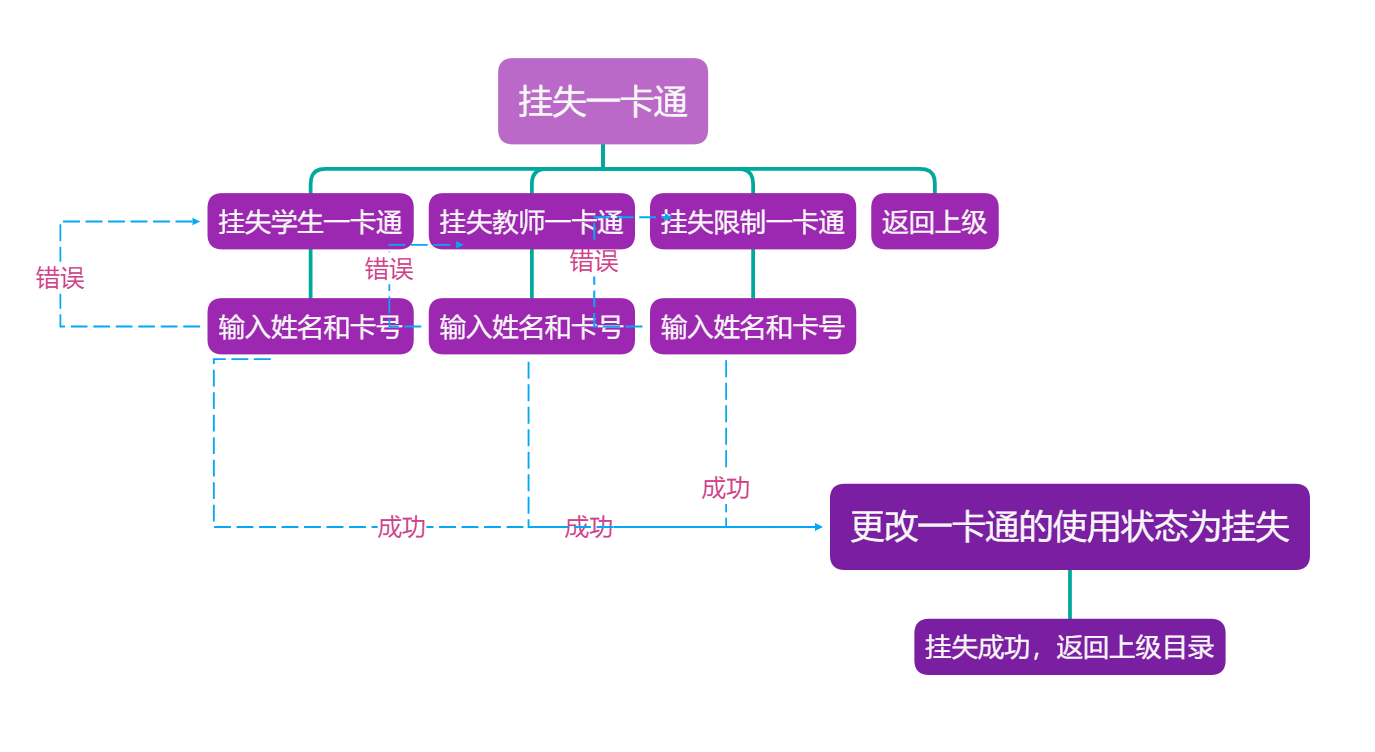 挂失一卡通
挂失学生一卡通
挂失教师一卡通
挂失限制一卡通
返回上级
错误
错误
错误
输入姓名和卡号
输入姓名和卡号
输入姓名和卡号
成功
成功
成功
更改一卡通的使用状态为挂失
挂失成功，返回上级目录